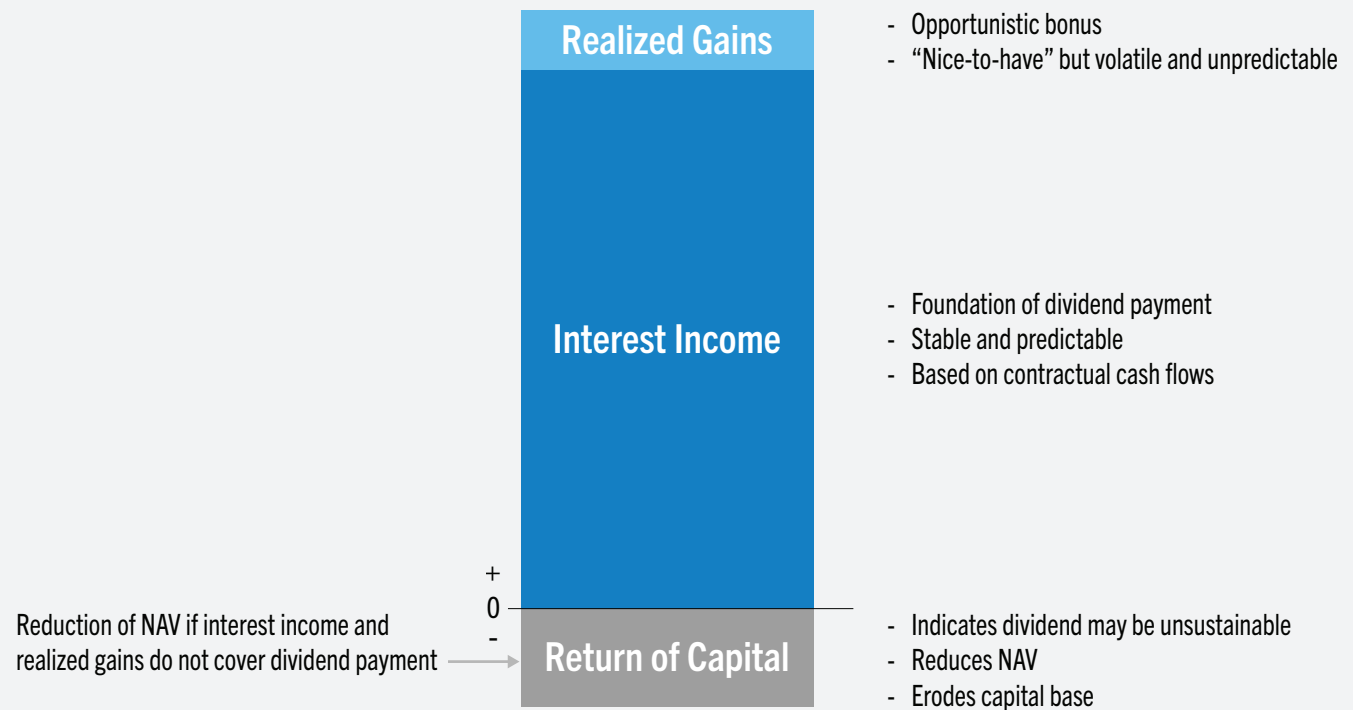 Realized Gains
- Opportunistic bonus
- “Nice-to-have” but volatile and unpredictable
Interest Income
- Foundation of dividend payment
- Stable and predictable
- Based on contractual cash flows
+
0
-
Reduction of NAV if interest income and
realized gains do not cover dividend payment
Return of Capital
- Indicates dividend may be unsustainable
- Reduces NAV
- Erodes capital base